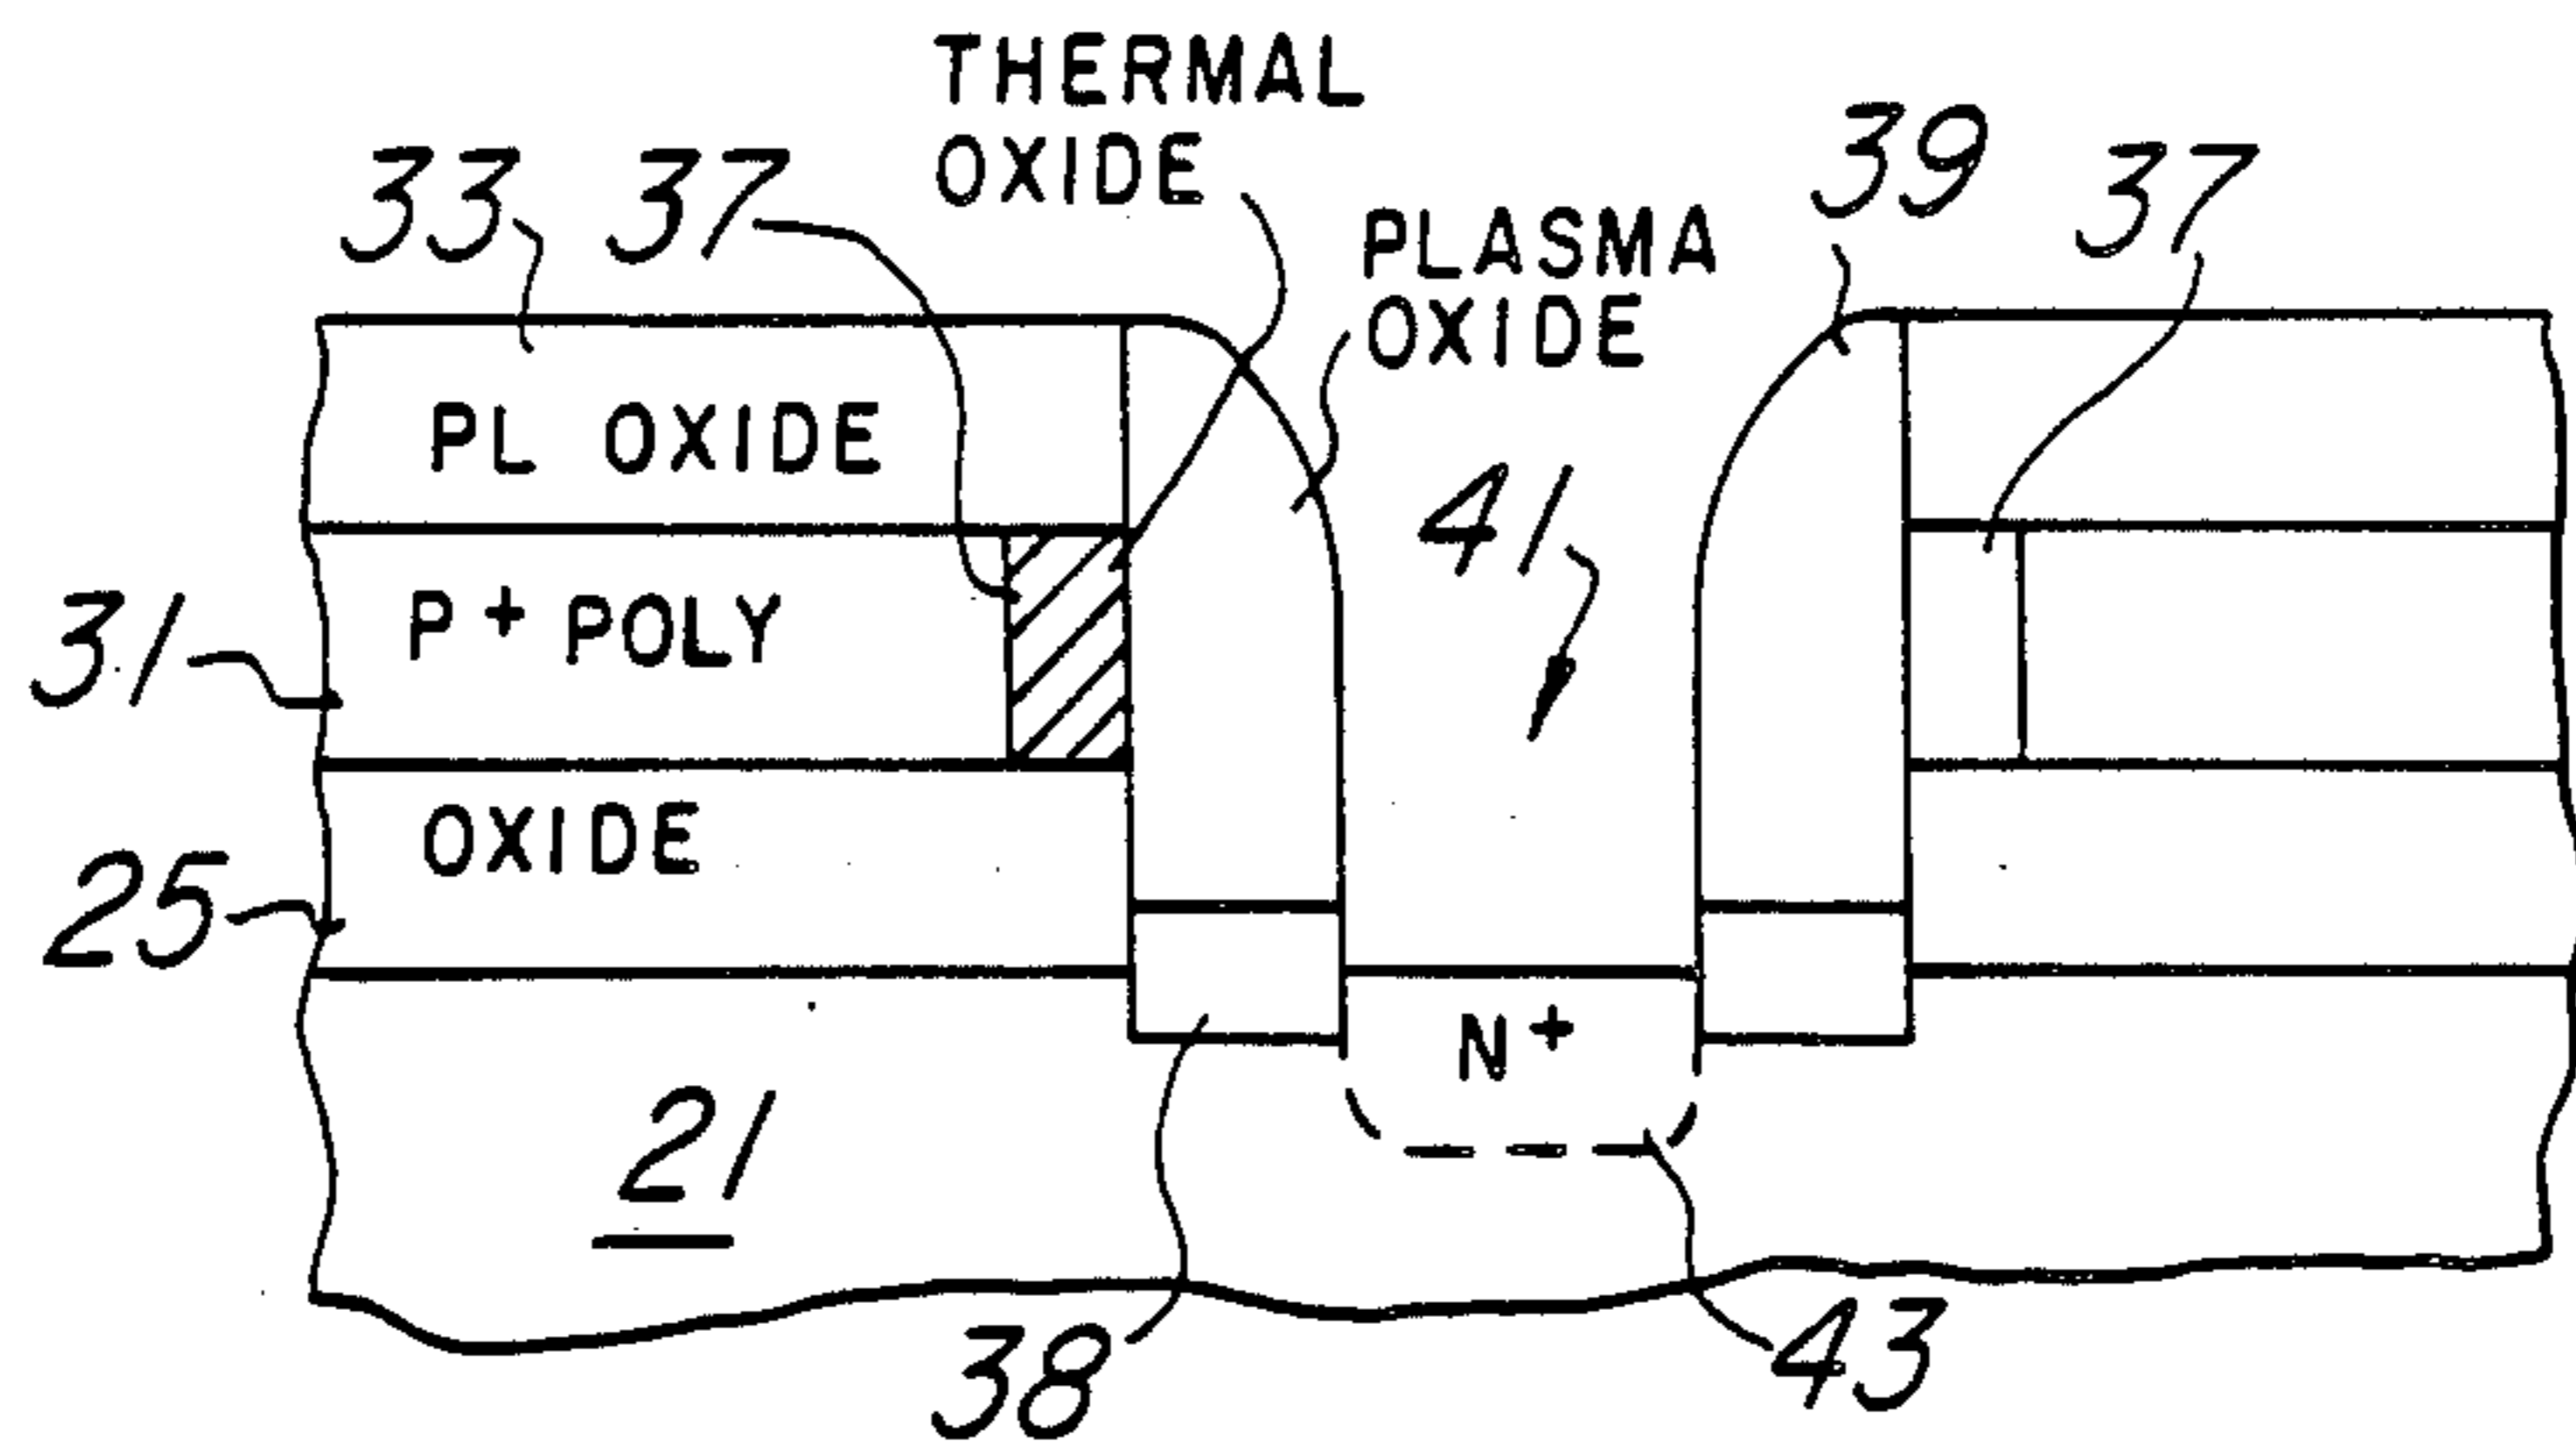 THERMAL
OXIDE
33
37
39
37
PLASMA
OXIDE
PL OXIDE
41
31
P+ POLY
OXIDE
25
N+
21
38
43